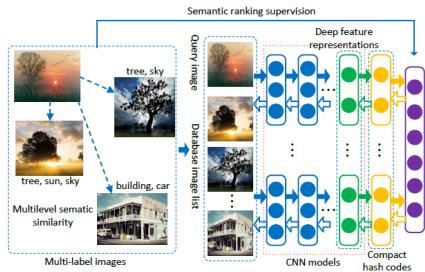 Semantic ranking supervision
Deep feature
representations
Query image
tree, sky
tree, sun, sky
building, car
Multilevel sematic
similarity
Multi-label images
Database image list
CNN models
Compact
hash codes